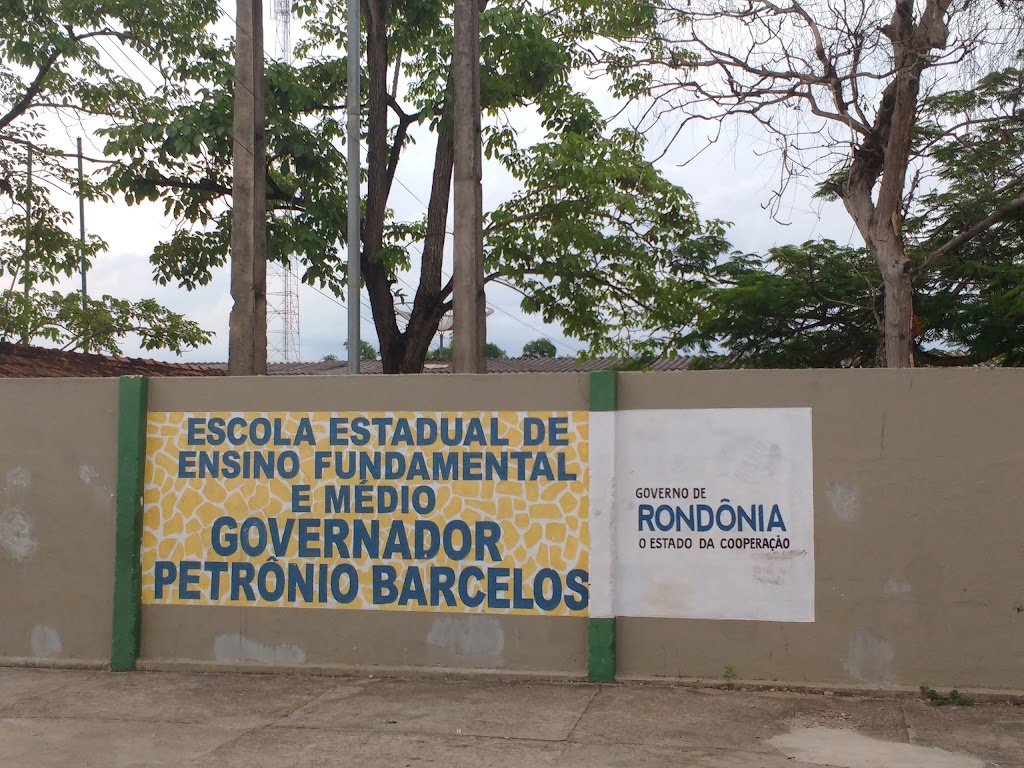 ESCOLA ESTADUAL DE
ENSINO FUNDAMENTAL
E MÉDIO
GOVERNADOR
PETRÔNIO BARCELOS
GOVERNO DE
RONDÔNIA
O ESTADO DA COOPERAÇÃO